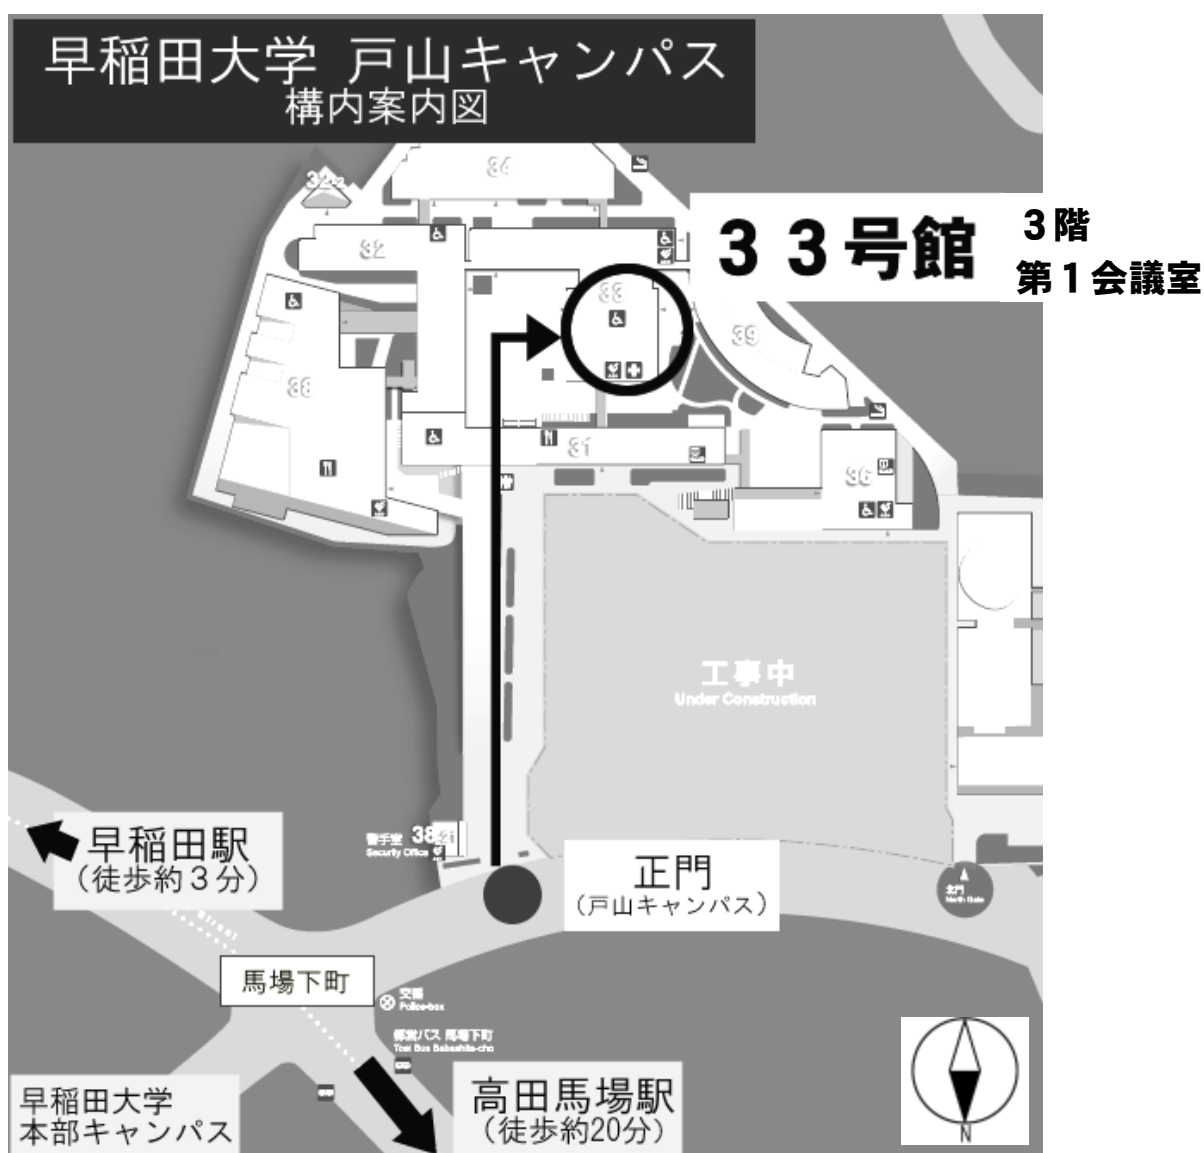 早稲田大学 戸山キャンパス
構内案内図
34
32-2
32
33号館
3階
第1会議室
33
39
38
31
36
工事中
Under Construction
早稲田駅
(徒歩約3分)
警手室
Security Office
正門
(戸山キャンパス)
北門
North Gate
馬場下町
交番
Police-box
都営バス 馬場下町
Toei Bus Babashita-cho
早稲田大学
本部キャンパス
高田馬場駅
(徒歩約20分)
N